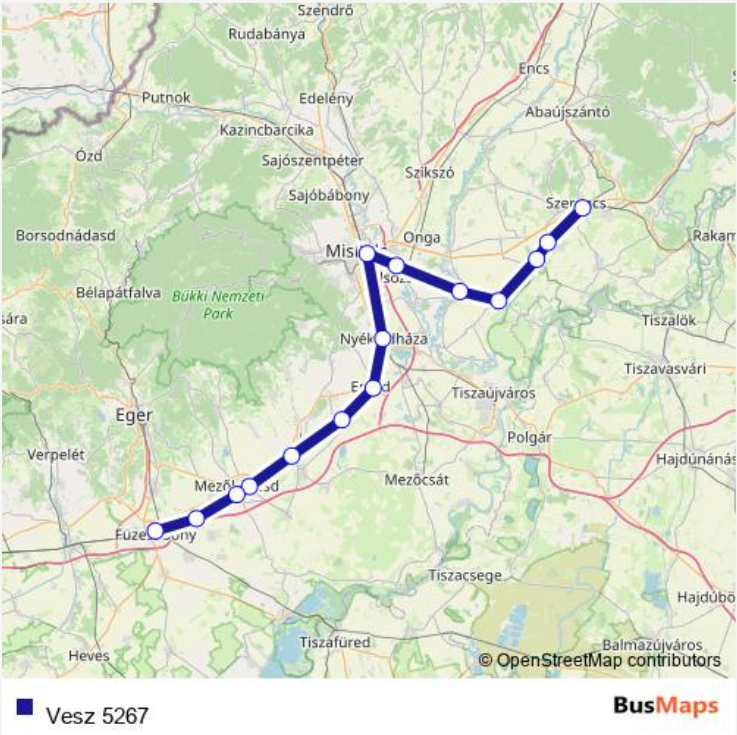 Szendrő
Rudabánya
Encs
Putnok
Edelény
Abaújszántó
Kazincbarcika
Ózd
Sajószentpéter
Szikszó
Sajóbábony
Borsodnádasd
Onga
Rakam
Bélapátfalva
Bükki Nemzeti
Park
Tiszalök
Tiszavasvári
Tiszaújváros
Eger
Polgár
Verpelét
Hajdúnánás
Mezőcsát
Tiszacsege
Hajdúbö
Tiszafüred
Balmazújváros
Heves
© OpenStreetMap contributors
Vesz 5267
BusMaps